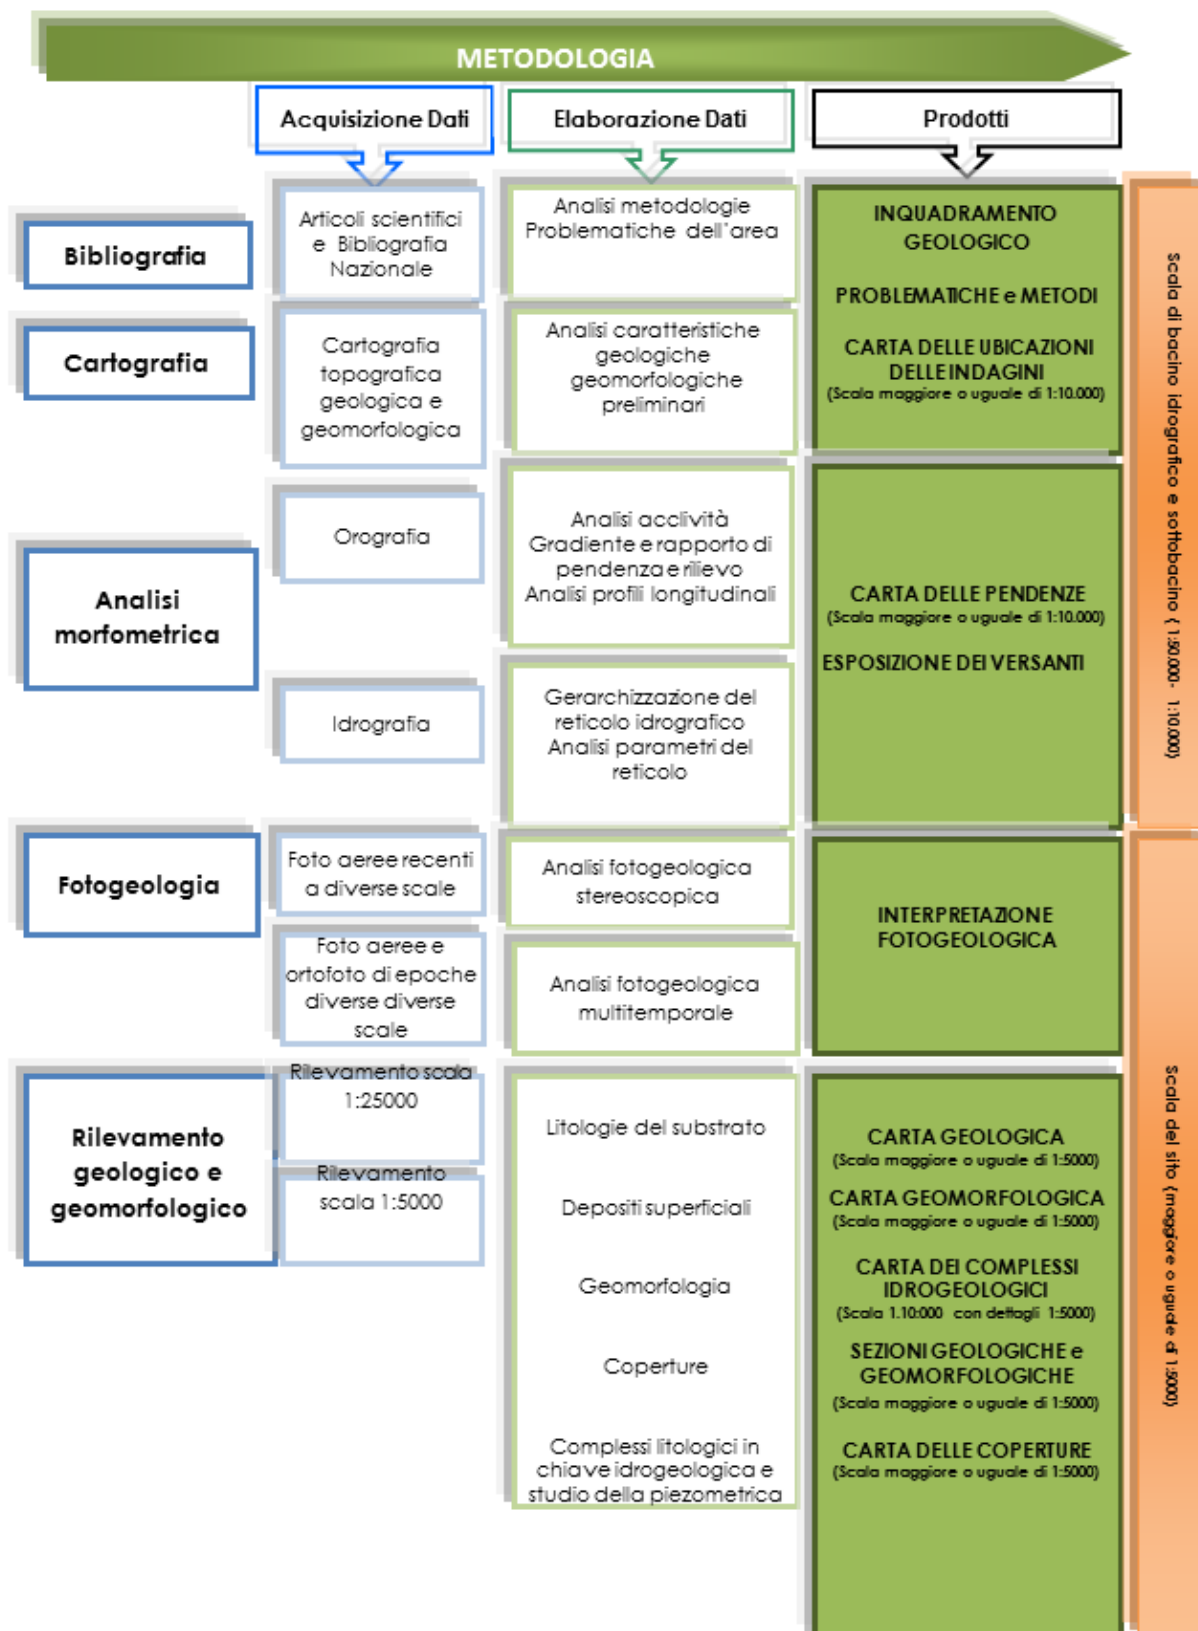 METODOLOGIA
Acquisizione Dati
Elaborazione Dati
Prodotti
Bibliografia
Articoli scientifici
e Bibliografa
Nazionale
Analisi metodologie
Problematiche dell'area
INQUADRAMENTO
GEOLOGICO
PROBLEMATICHE e METODI
CARTA DELLE UBICAZIONI
DELLE INDAGINI
(Scala maggiore o uguale di 1:10.000)
Cartografia
Cartografia
topografica
geologica e
geomorfologica
Analisi caratteristiche
geologiche
geomorfologiche
preliminari
Analisi
morfometrica
Orografia
Analisi acclività
Gradiente e rapporto di
pendenza e rilievo
Analisi profili longitudinali
CARTA DELLE PENDENZE
(Scala maggiore o uguale di 1:10.000)
ESPOSIZIONE DEI VERSANTI
Idrografia
Gerarchizzazione del
reticolo idrografico
Analisi parametri del
reticolo
Scala di bacino idrografico e sottobacino ( 1:50.000- 1:10.000)
Fotogeologia
Foto aeree recenti
a diverse scale
Analisi fotogeologica
stereoscopica
INTERPRETAZIONE
FOTOGEOLOGICA
Foto aeree e
ortofoto di epoche
diverse diverse
scale
Analisi fotogeologica
multitemporale
Rilevamento
geologico e
geomorfologico
Rilevamento scala
1:25000
Rilevamento
scala 1:5000
Litologie del substrato
Depositi superficiali
Geomorfologia
Coperture
Complessi litologici in
chiave idrogeologica e
studio della piezometrica
CARTA GEOLOGICA
(Scala maggiore o uguale di 1:5000)
CARTA GEOMORFOLOGICA
(Scala maggiore o uguale di 1:5000)
CARTA DEI COMPLESSI
IDROGEOLOGICI
(Scala 1.10:000 con dettagli 1:5000)
SEZIONI GEOLOGICHE e
GEOMORFOLOGICHE
(Scala maggiore o uguale di 1:5000)
CARTA DELLE COPERTURE
(Scala maggiore o uguale di 1:5000)
Scala del sito (maggiore o uguale di 1:5000)